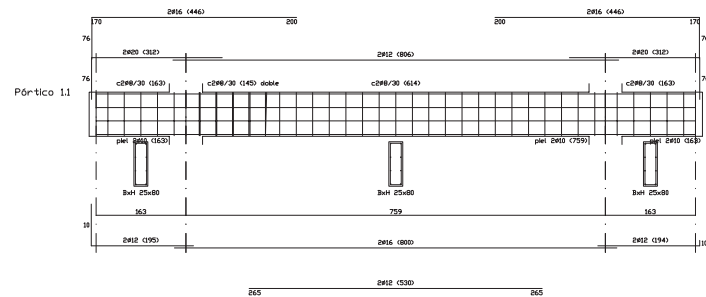 2Ø16 (446) 2Ø16 (446)
170 200 200 170
76 76
2Ø20 (312) 2Ø12 (806) 2Ø20 (312)
76 76
c2Ø8/30 (163) c2Ø8/30 (145) doble c2Ø8/30 (614) c2Ø8/30 (163)
Pórtico 1.1
piel 2Ø10 (163) piel 2Ø10 (759) piel 2Ø10 (163)
BxH 25x80 BxH 25x80 BxH 25x80
163 759 163
10 10
2Ø12 (195) 2Ø16 (800) 2Ø12 (194)
2Ø12 (530)
265 265